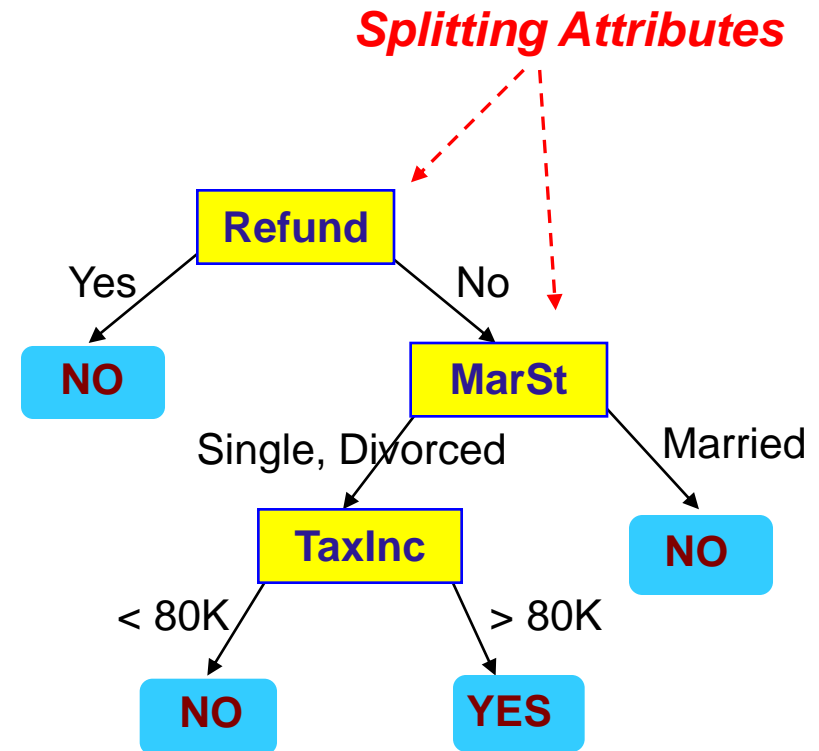 Splitting Attributes
Refund
Yes
No
NO
MarSt
Single, Divorced
Married
TaxInc
NO
< 80K
> 80K
NO
YES